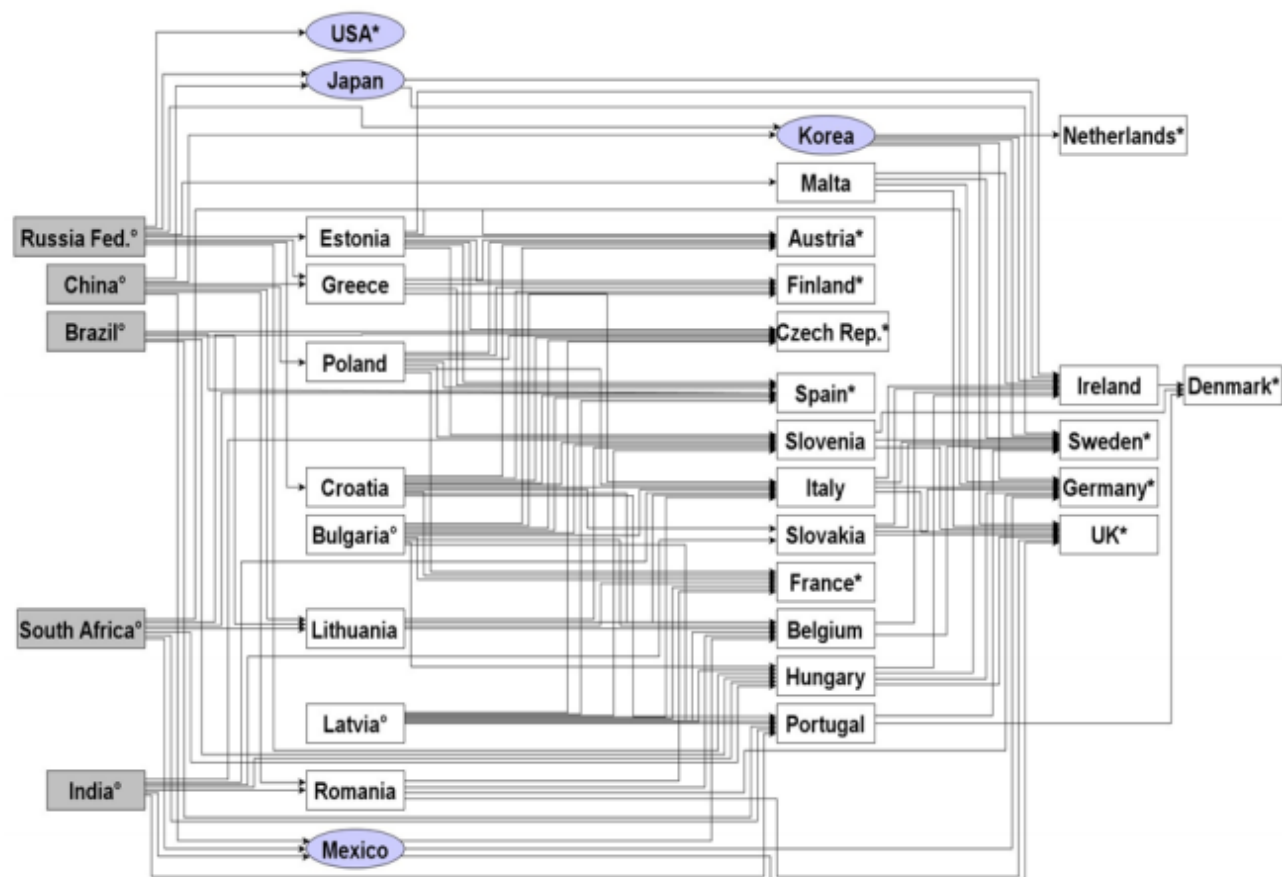 USA*
Japan
Korea
Netherlands*
Malta
Russia Fed.°
Estonia
Austria*
China°
Greece
Finland*
Brazil°
Czech Rep.*
Poland
Spain*
Ireland
Denmark*
Slovenia
Sweden*
Croatia
Italy
Germany*
Bulgaria°
Slovakia
UK*
France*
South Africa°
Lithuania
Belgium
Hungary
Latvia°
Portugal
India°
Romania
Mexico